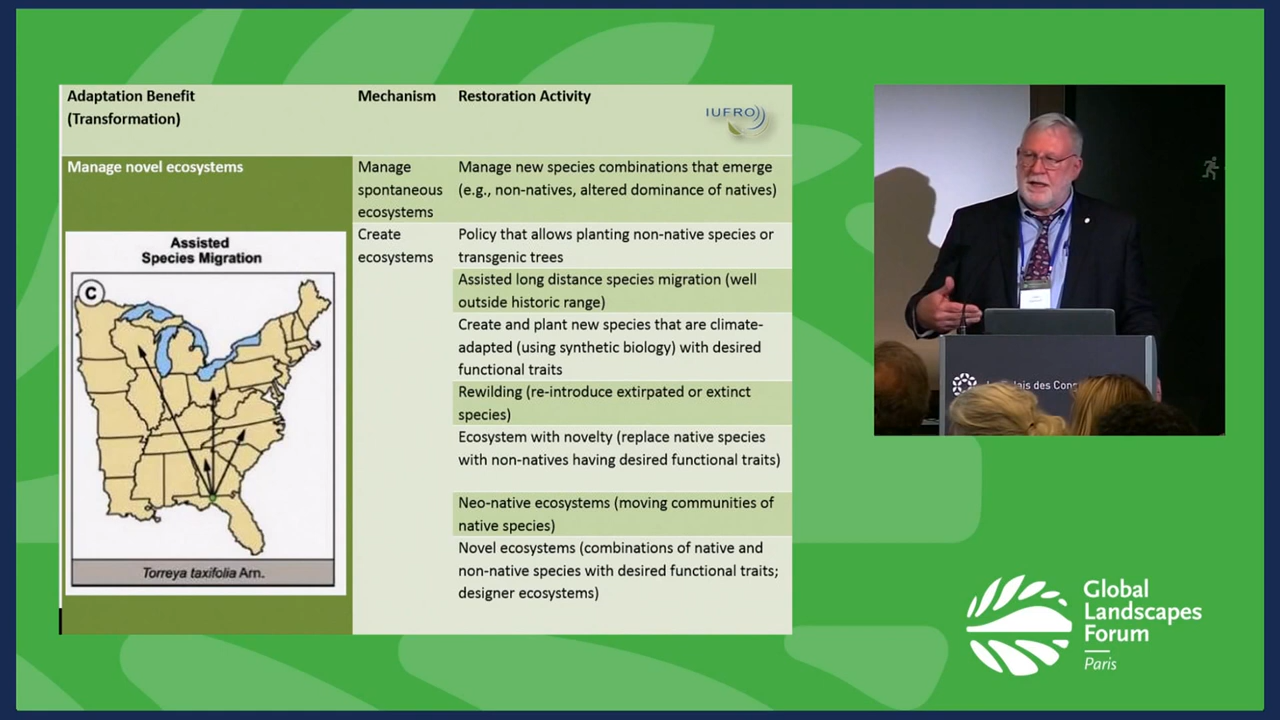 Adaptation Benefit
(Transformation)
Mechanism
Restoration Activity
IUFRO
Manage novel ecosystems
Manage
spontaneous
ecosystems
Manage new species combinations that emerge
(e.g., non-natives, altered dominance of natives)
Assisted
Species Migration
C
Torreya taxifolia Arn.
Create
ecosystems
Policy that allows planting non-native species or
transgenic trees
Assisted long distance species migration (well
outside historic range)
Create and plant new species that are climate-
adapted (using synthetic biology) with desired
functional traits
Rewilding (re-introduce extirpated or extinct
species)
Ecosystem with novelty (replace native species
with non-natives having desired functional traits)
Neo-native ecosystems (moving communities of
native species)
Novel ecosystems (combinations of native and
non-native species with desired functional traits;
designer ecosystems)
des
Global
Landscapes
Forum
Paris